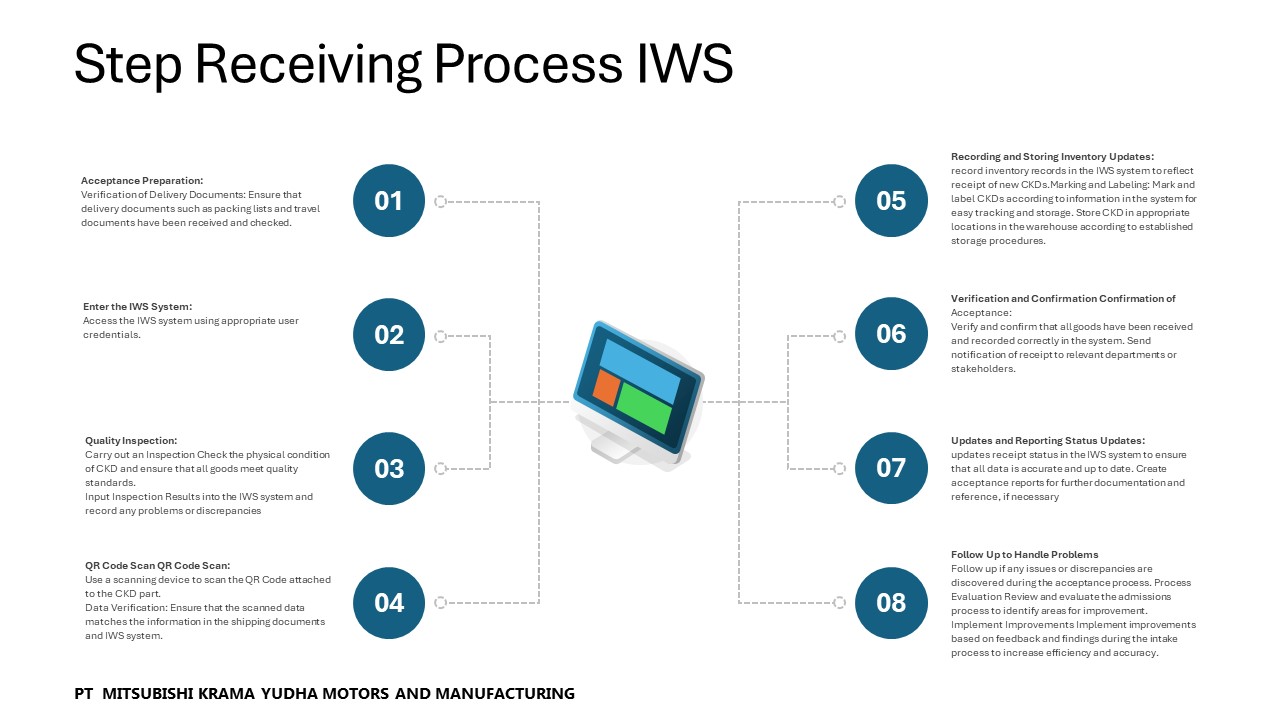 Step Receiving Process IWS
Acceptance Preparation:
Verification of Delivery Documents: Ensure that
delivery documents such as packing lists and travel
documents have been received and checked.
01
Enter the IWS System:
Access the IWS system using appropriate user
credentials.
02
Quality Inspection:
Carry out an Inspection Check the physical condition
of CKD and ensure that all goods meet quality
standards.
Input Inspection Results into the IWS system and
record any problems or discrepancies
03
QR Code Scan QR Code Scan:
Use a scanning device to scan the QR Code attached
to the CKD part.
Data Verification: Ensure that the scanned data
matches the information in the shipping documents
and IWS system.
04
05
Recording and Storing Inventory Updates:
record inventory records in the IWS system to reflect
receipt of new CKDs.Marking and Labeling: Mark and
label CKDs according to information in the system for
easy tracking and storage. Store CKD in appropriate
locations in the warehouse according to established
storage procedures.
06
Verification and Confirmation Confirmation of
Acceptance:
Verify and confirm that all goods have been received
and recorded correctly in the system. Send
notification of receipt to relevant departments or
stakeholders.
07
Updates and Reporting Status Updates:
updates receipt status in the IWS system to ensure
that all data is accurate and up to date. Create
acceptance reports for further documentation and
reference, if necessary
08
Follow Up to Handle Problems
Follow up if any issues or discrepancies are
discovered during the acceptance process. Process
Evaluation Review and evaluate the admissions
process to identify areas for improvement.
Implement Improvements Implement improvements
based on feedback and findings during the intake
process to increase efficiency and accuracy.
PT MITSUBISHI KRAMA YUDHA MOTORS AND MANUFACTURING